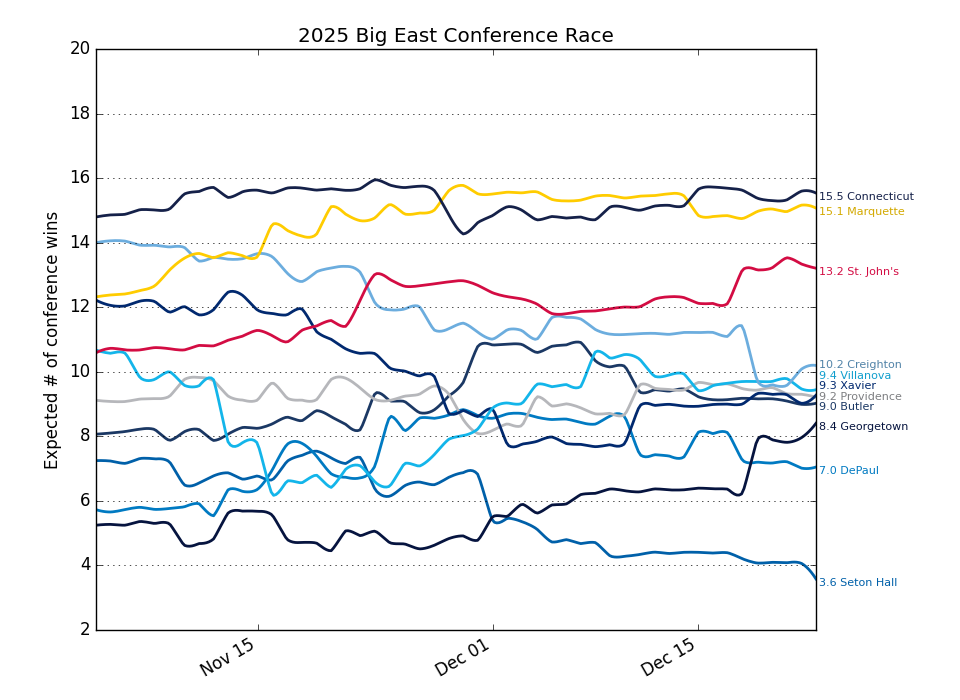 2025 Big East Conference Race
Expected # of conference wins
20
18
16
14
12
10
8
6
4
2
Nov 15
Dec 01
Dec 15
15.5 Connecticut
15.1 Marquette
13.2 St. John's
10.2 Creighton
9.4 Villanova
9.3 Xavier
9.2 Providence
9.0 Butler
8.4 Georgetown
7.0 DePaul
3.6 Seton Hall